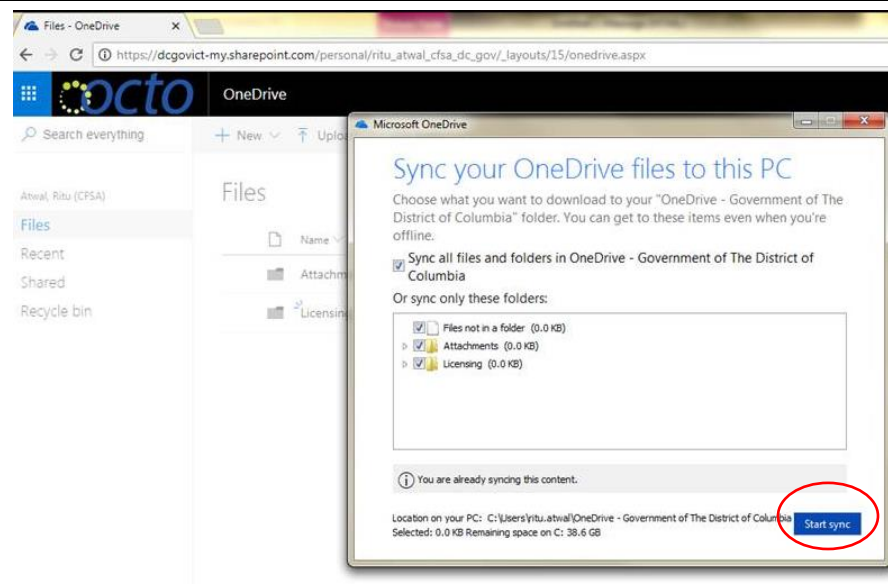 Files - OneDrive
https://dcgovict-my.sharepoint.com/personal/ritu_atwal_cfsa_dc_gov/_layouts/15/onedrive.aspx
octo OneDrive
Search everything
New
Microsoft OneDrive
Sync your OneDrive files to this PC
Choose what you want to download to your "OneDrive - Government of The
District of Columbia" folder. You can get to these items even when you're
offline.
Sync all files and folders in OneDrive - Government of The District of
Columbia
Or sync only these folders:
Files not in a folder (0.0 KB)
Attachments (0.0 KB)
Licensing (0.0 KB)
You are already syncing this content.
Location on your PC: C:\Users\ritu.atwal\OneDrive - Government of The District of Columbia
Selected: 0.0 KB Remaining space on C: 38.6 GB
Start sync
Atwal, Ritu (CFSA)
Files
Recent
Shared
Recycle bin
Files
Name
Licensing